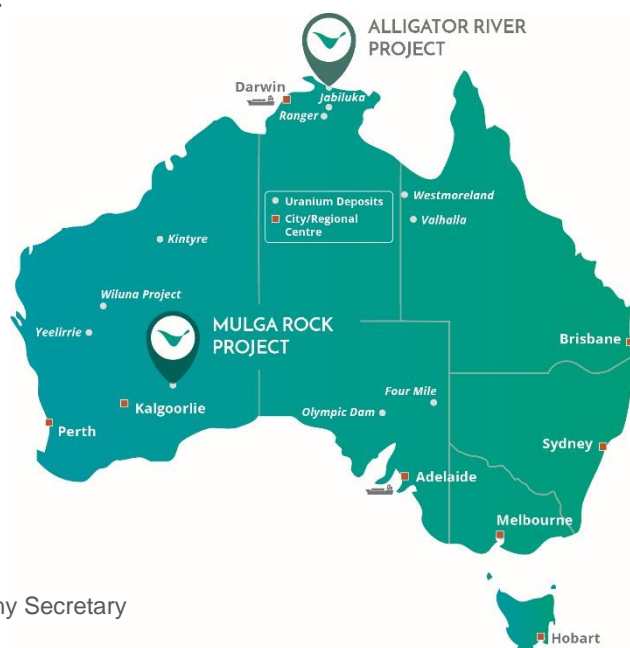 ALLIGATOR RIVER
PROJECT
Darwin
Jabiluka
Ranger
Uranium Deposits
City/Regional
Centre
Westmoreland
Valhalla
Kintyre
Wiluna Project
Yeelirrie
MULGA ROCK
PROJECT
Brisbane
Four Mile
Kalgoorlie
Olympic Dam
Perth
Sydney
Adelaide
Melbourne
ny Secretary
Hobart